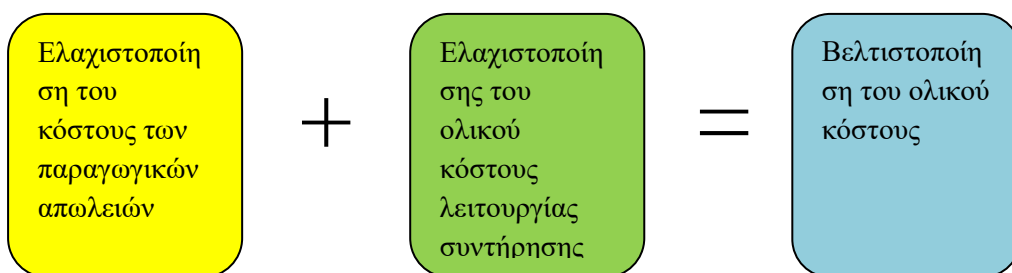 Ελαχιστοποίη
ση του
κόστους των
παραγωγικών
απωλειών
+
Ελαχιστοποίη
σης του
ολικού
κόστους
λειτουργίας
συντήρησης
=
Βελτιστοποίη
ση του ολικού
κόστους